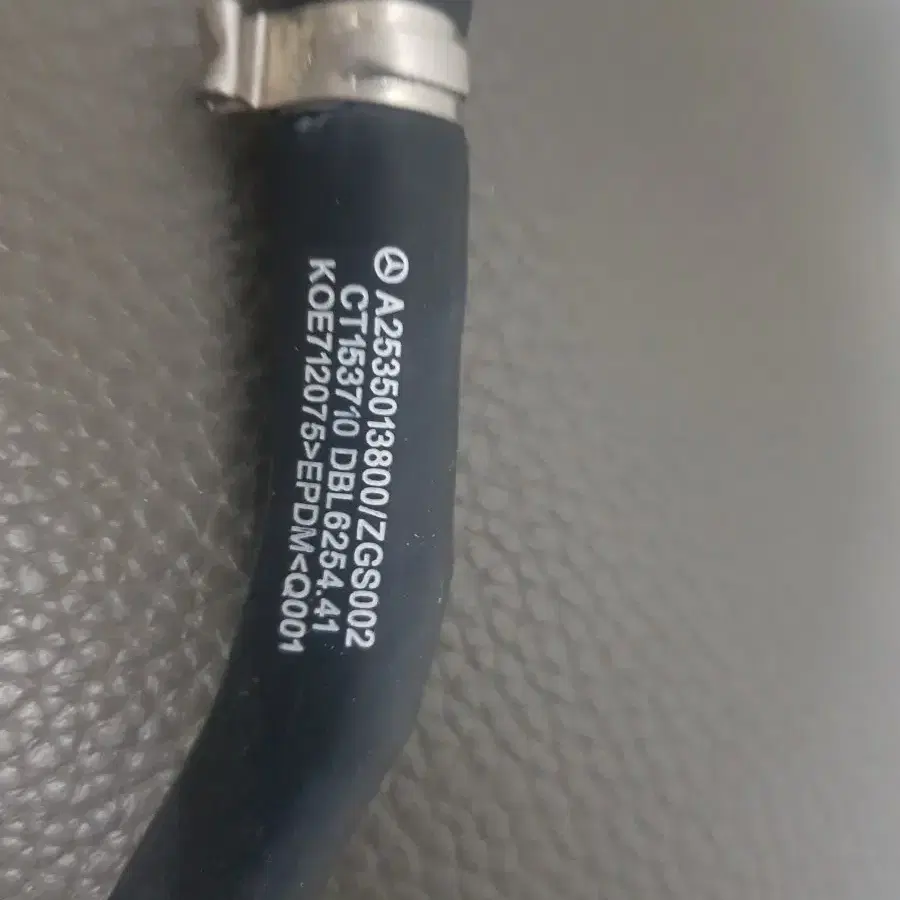 A2535013800/ZGS002
CT153710 DBL6254.41
KOE712075>EPDM<Q001